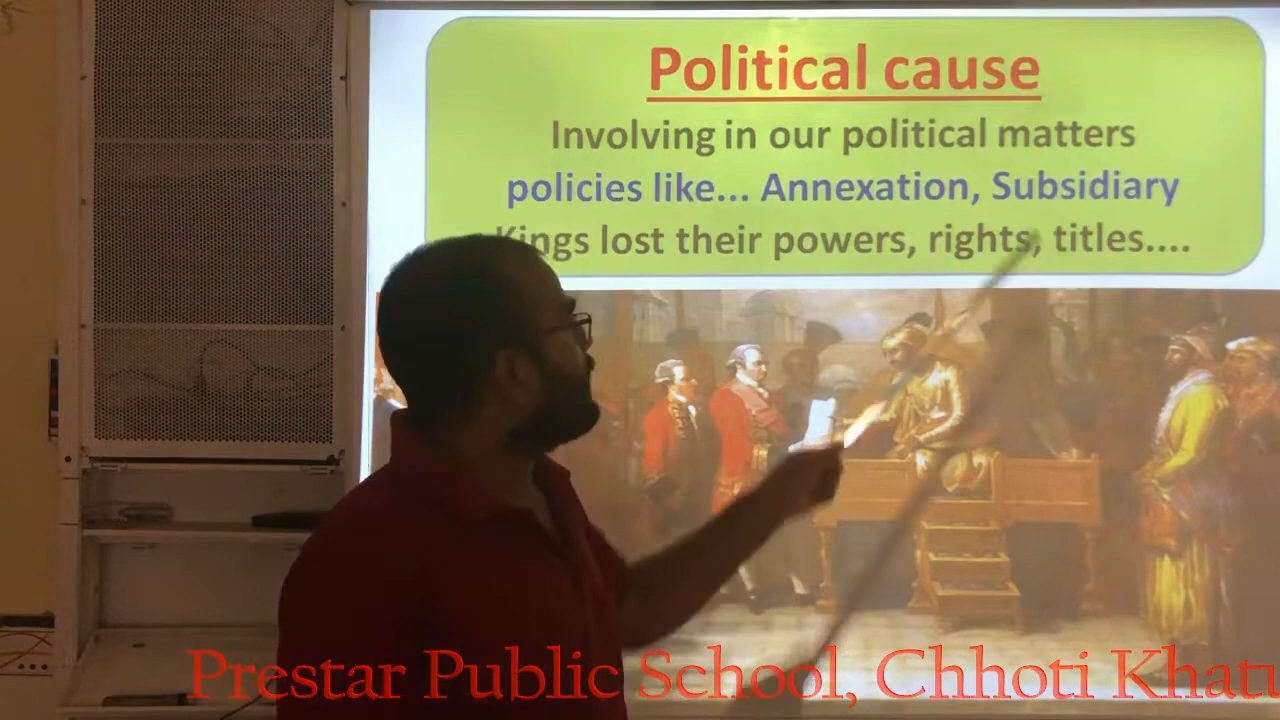 Political cause
Involving in our political matters
policies like... Annexation, Subsidiary
Kings lost their powers, rights, titles....
Prestar Public School, Chhoti Khatu